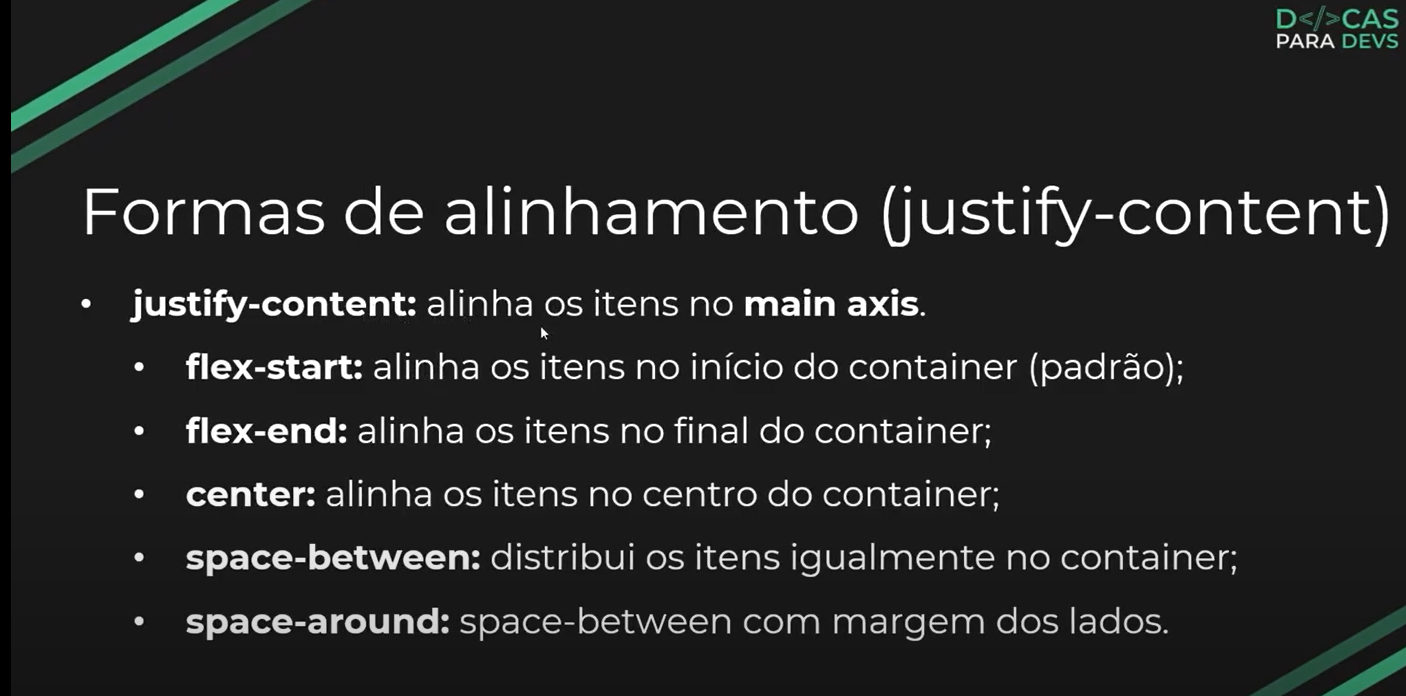 D</>CAS
PARA DEVS
Formas de alinhamento (justify-content)
• justify-content: alinha os itens no main axis.
• flex-start: alinha os itens no início do container (padrão);
• flex-end: alinha os itens no final do container;
• center: alinha os itens no centro do container;
• space-between: distribui os itens igualmente no container;
• space-around: space-between com margem dos lados.